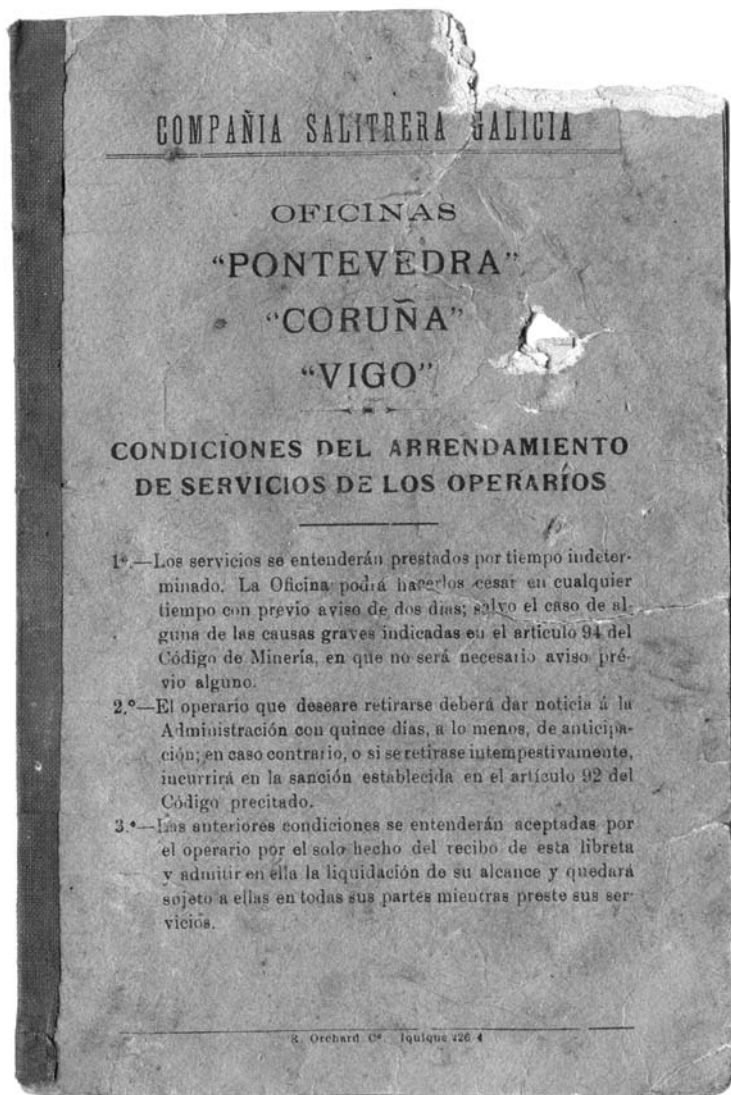 COMPAÑIA SALITRERA GALICIA
OFICINAS
“PONTEVEDRA”
“CORUÑA”
“VIGO”
CONDICIONES DEL ARRENDAMIENTO
DE SERVICIOS DE LOS OPERARÍOS
1ª.—Los servicios se entenderán prestados por tiempo indeter-
minado. La Oficina podrá hacerlos cesar en cualquier
tiempo con prévio aviso de dos dias; salvo el caso de al-
guna de las causas graves indicadas en el articulo 94 del
Código de Minería, en que no será necesario aviso pré-
vio alguno.
2.ª—El operario que deseare retirarse deberá dar noticia á la
Administración con quince días, a lo menos, de anticipa-
ción; en caso contrario, o si se retirase intempestivamente,
incurrirá en la sanción establecida en el artículo 92 del
Código precitado.
3.ª—Las anteriores condiciones se entenderán aceptadas por
el operario por el solo hecho del recibo de esta libreta
y admitir en ella la liquidación de su alcance y quedará
sojeto a ellas en todas sus partes mientras preste sus ser-
vicios.
R. Orchard Cª. Iquique